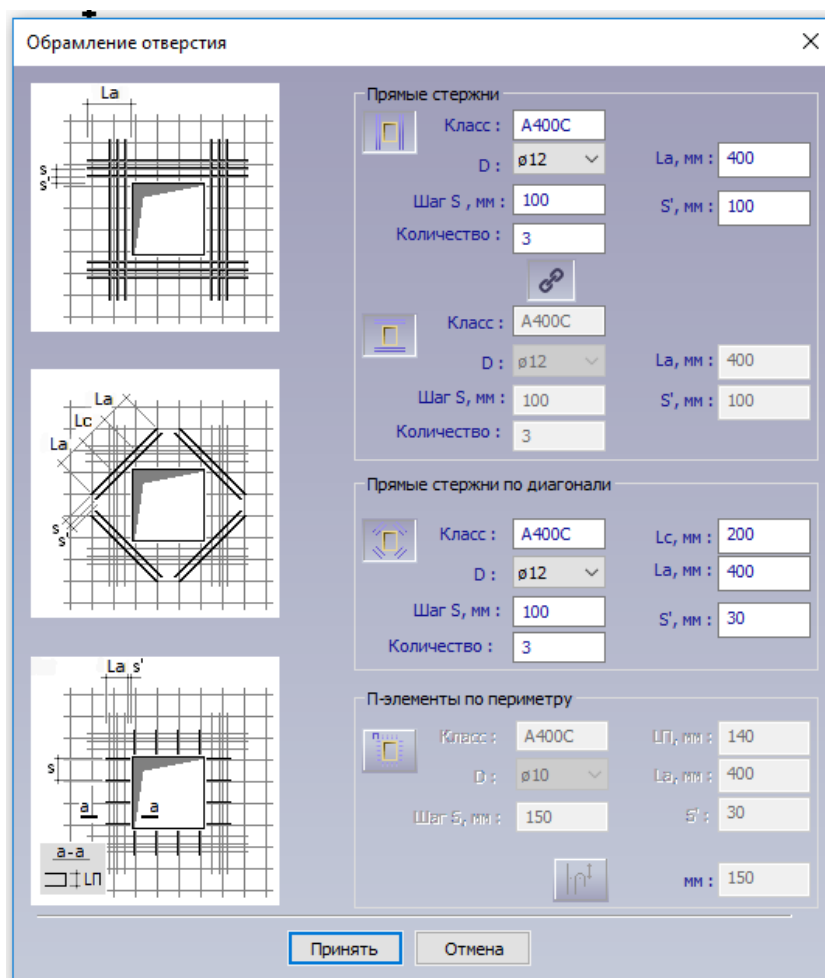 Обрамление отверстия
La
s
s'
La
Lc
La
s
s'
La s'
s
a a
a-a
LП
Прямые стержни
Класс : A400C
D : ø12 La, мм : 400
Шаг S , мм : 100 S', мм : 100
Количество : 3
Класс : A400C
D : ø12 La, мм : 400
Шаг S, мм : 100 S', мм : 100
Количество : 3
Прямые стержни по диагонали
Класс : A400C Lc, мм : 200
D : ø12 La, мм : 400
Шаг S, мм : 100 S', мм : 30
Количество : 3
П-элементы по периметру
Класс : A400C LП, мм : 140
D : ø10 La, мм : 400
Шаг S, мм : 150 S' : 30
мм : 150
Принять Отмена